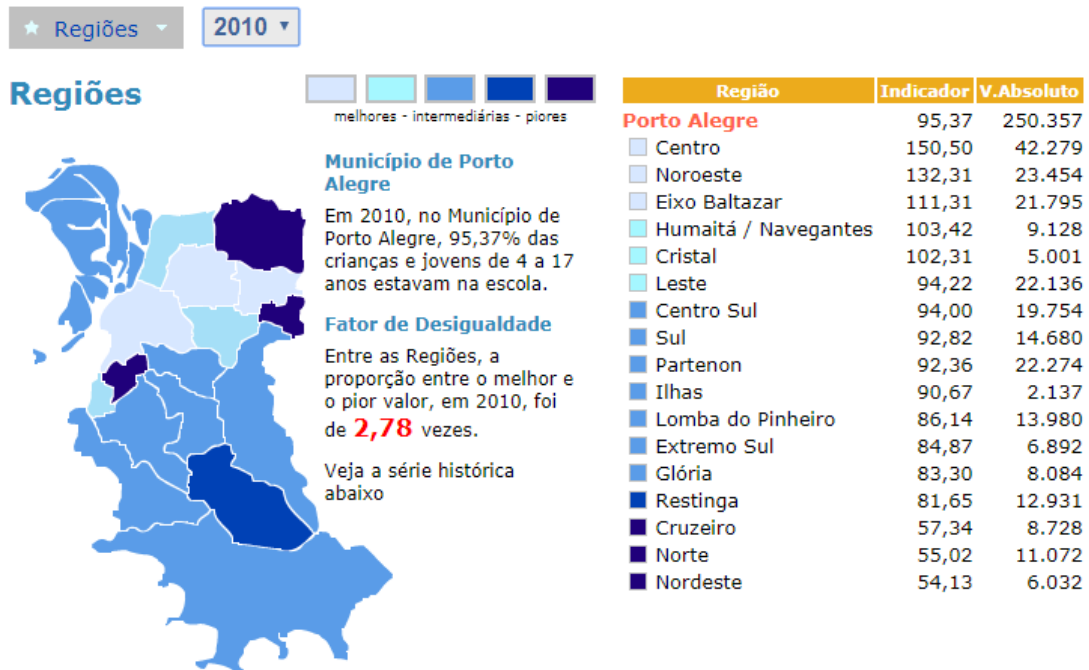 Regiões
2010
Regiões
melhores - intermediárias - piores
Município de Porto
Alegre
Em 2010, no Município de
Porto Alegre, 95,37% das
crianças e jovens de 4 a 17
anos estavam na escola.
Fator de Desigualdade
Entre as Regiões, a
proporção entre o melhor e
o pior valor, em 2010, foi
de 2,78 vezes.
Veja a série histórica
abaixo
Região Indicador V.Absoluto
Porto Alegre 95,37 250.357
Centro 150,50 42.279
Noroeste 132,31 23.454
Eixo Baltazar 111,31 21.795
Humaitá / Navegantes 103,42 9.128
Cristal 102,31 5.001
Leste 94,22 22.136
Centro Sul 94,00 19.754
Sul 92,82 14.680
Partenon 92,36 22.274
Ilhas 90,67 2.137
Lomba do Pinheiro 86,14 13.980
Extremo Sul 84,87 6.892
Glória 83,30 8.084
Restinga 81,65 12.931
Cruzeiro 57,34 8.728
Norte 55,02 11.072
Nordeste 54,13 6.032